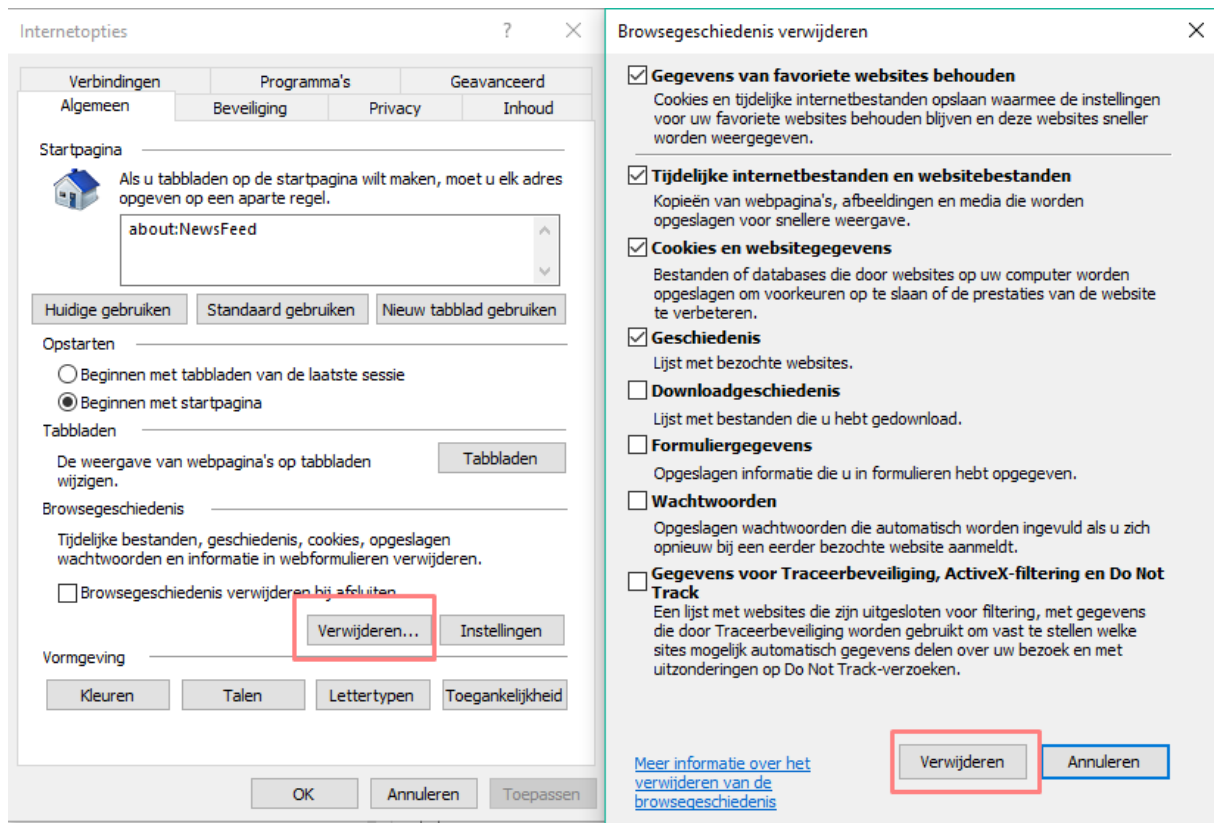 Internetopties
Verbindingen
Programma's
Geavanceerd
Algemeen
Beveiliging
Privacy
Inhoud
Startpagina
Als u tabbladen op de startpagina wilt maken, moet u elk adres
opgeven op een aparte regel.
about:NewsFeed
Huidige gebruiken
Standaard gebruiken
Nieuw tabblad gebruiken
Opstarten
Beginnen met tabbladen van de laatste sessie
Beginnen met startpagina
Tabbladen
De weergave van webpagina's op tabbladen
wijzigen.
Tabbladen
Browsegeschiedenis
Tijdelijke bestanden, geschiedenis, cookies, opgeslagen
wachtwoorden en informatie in webformulieren verwijderen.
Browsegeschiedenis verwijderen bij afsluiten
Verwijderen...
Instellingen
Vormgeving
Kleuren
Talen
Lettertypen
Toegankelijkheid
OK
Annuleren
Toepassen
Browsegeschiedenis verwijderen
Gegevens van favoriete websites behouden
Cookies en tijdelijke internetbestanden opslaan waarmee de instellingen
voor uw favoriete websites behouden blijven en deze websites sneller
worden weergegeven.
Tijdelijke internetbestanden en websitebestanden
Kopieën van webpagina's, afbeeldingen en media die worden
opgeslagen voor snellere weergave.
Cookies en websitegegevens
Bestanden of databases die door websites op uw computer worden
opgeslagen om voorkeuren op te slaan of de prestaties van de website
te verbeteren.
Geschiedenis
Lijst met bezochte websites.
Downloadgeschiedenis
Lijst met bestanden die u hebt gedownload.
Formuliergegevens
Opgeslagen informatie die u in formulieren hebt opgegeven.
Wachtwoorden
Opgeslagen wachtwoorden die automatisch worden ingevuld als u zich
opnieuw bij een eerder bezochte website aanmeldt.
Gegevens voor Traceerbeveiliging, ActiveX-filtering en Do Not
Track
Een lijst met websites die zijn uitgesloten voor filtering, met gegevens
die door Traceerbeveiliging worden gebruikt om vast te stellen welke
sites mogelijk automatisch gegevens delen over uw bezoek en met
uitzonderingen op Do Not Track-verzoeken.
Meer informatie over het
verwijderen van de
browsegeschiedenis
Verwijderen
Annuleren